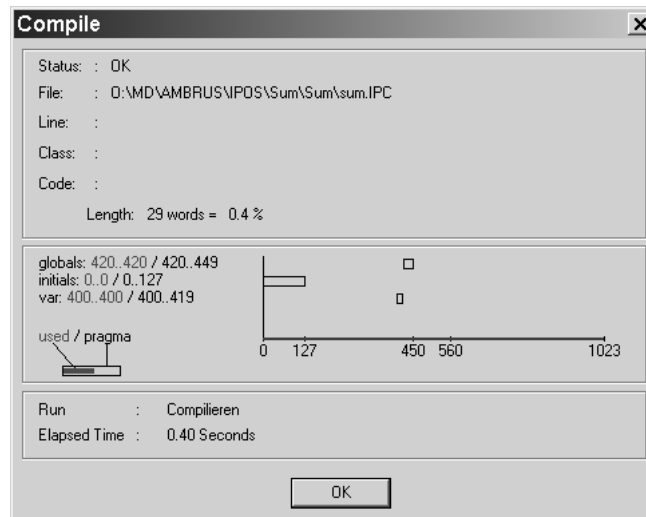 Compile
Status: : OK
File: : O:\MD\AMBRUS\IPOS\Sum\Sum\sum.IPC
Line: :
Class: :
Code: :
Length: 29 words = 0.4 %
globals: 420..420 / 420..449
initials: 0..0 / 0..127
var: 400..400 / 400..419
used / pragma
0 127 450 560 1023
Run : Compilieren
Elapsed Time : 0.40 Seconds
OK